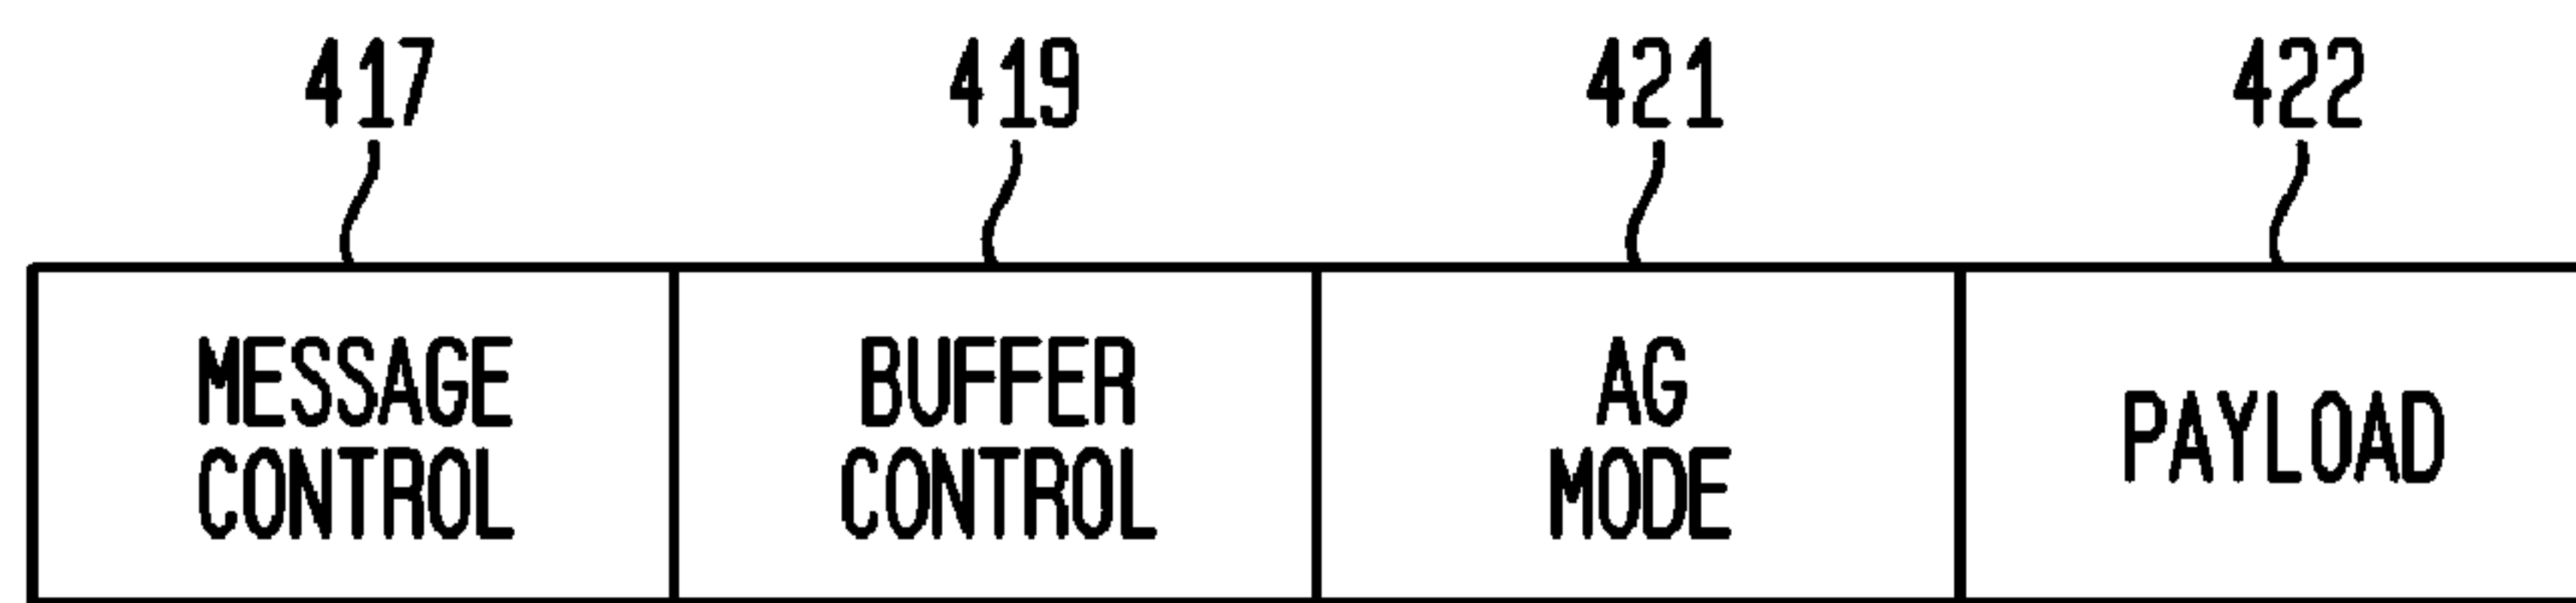 417 419 421 422
MESSAGE CONTROL
BUFFER CONTROL
AG MODE
PAYLOAD